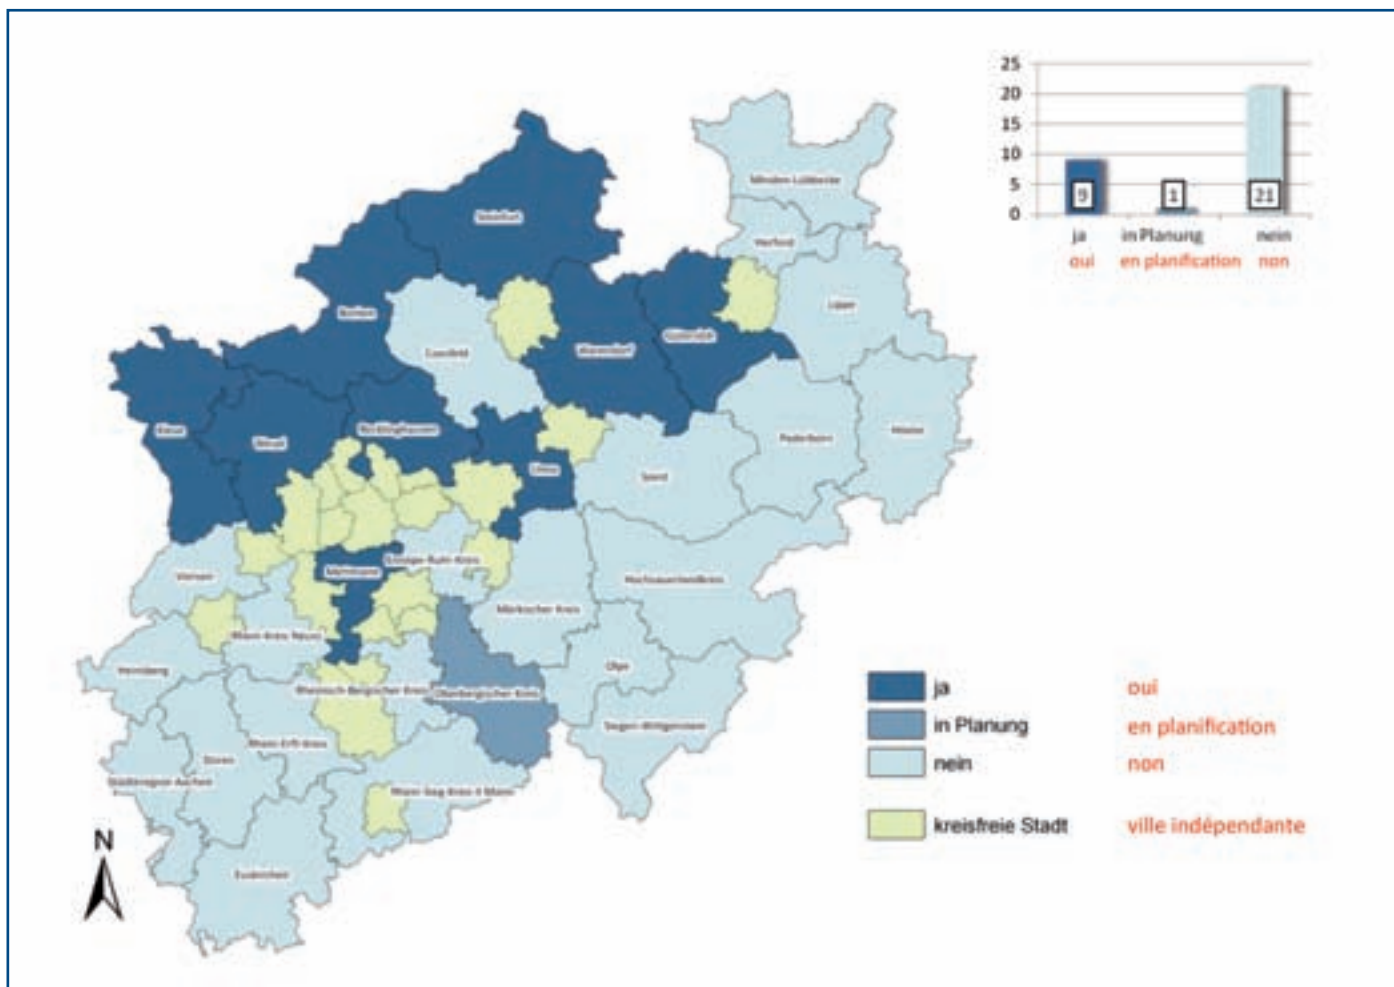 25
20
15
10
5
0
9
1
21
ja
in Planung
nein
oui
en planification
non
Minden-Lübbecke
Herford
Steinfurt
Lippe
Borken
Gütersloh
Warendorf
Coesfeld
Kleve
Wesel
Recklinghausen
Höxter
Paderborn
Unna
Soest
Ennepe-Ruhr-Kreis
Mettmann
Viersen
Hochsauerlandkreis
Märkischer Kreis
Rhein-Kreis Neuss
Heinsberg
Olpe
Rheinisch-Bergischer Kreis
Oberbergischer Kreis
Siegen-Wittgenstein
Rhein-Erft-Kreis
Düren
Städteregion Aachen
Rhein-Sieg-Kreis
Euskirchen
N
ja
oui
in Planung
en planification
nein
non
kreisfreie Stadt
ville indépendante